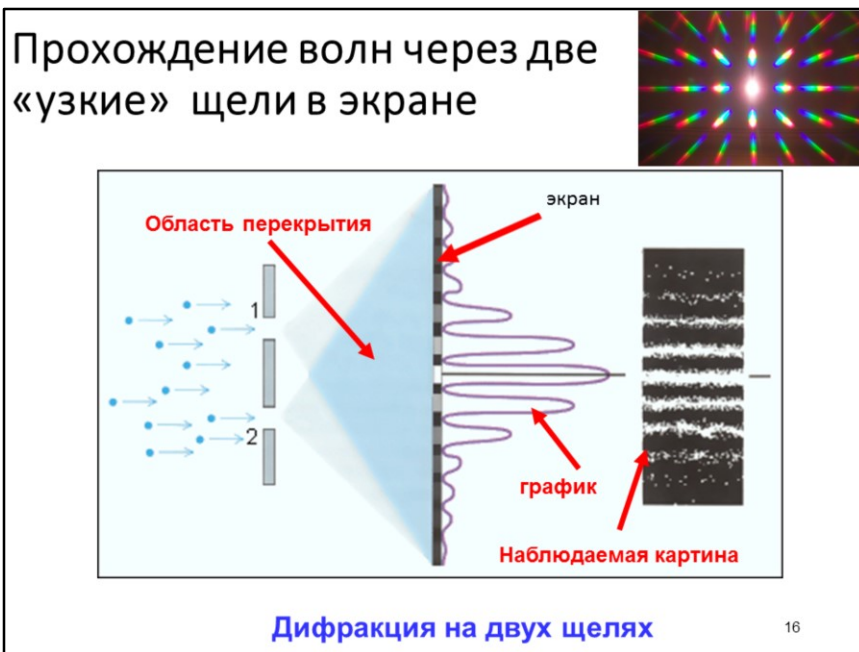 Прохождение волн через две
«узкие» щели в экране
экран
Область перекрытия
1
2
график
Наблюдаемая картина
Дифракция на двух щелях
16